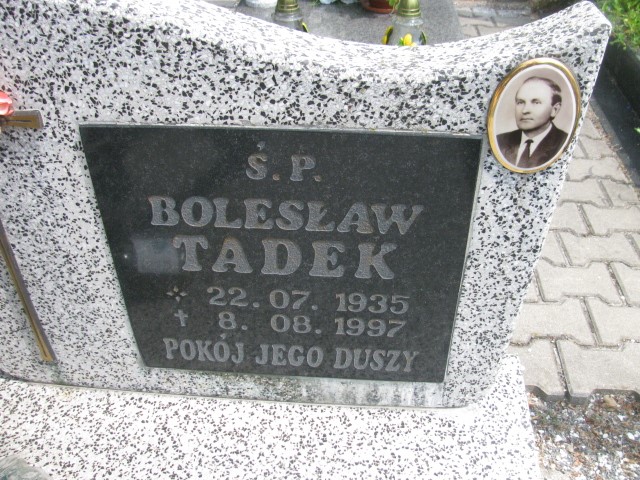 Ś.P.
BOLESŁAW
TADEK
22.07.1935
† 8.08.1997
POKÓJ JEGO DUSZY